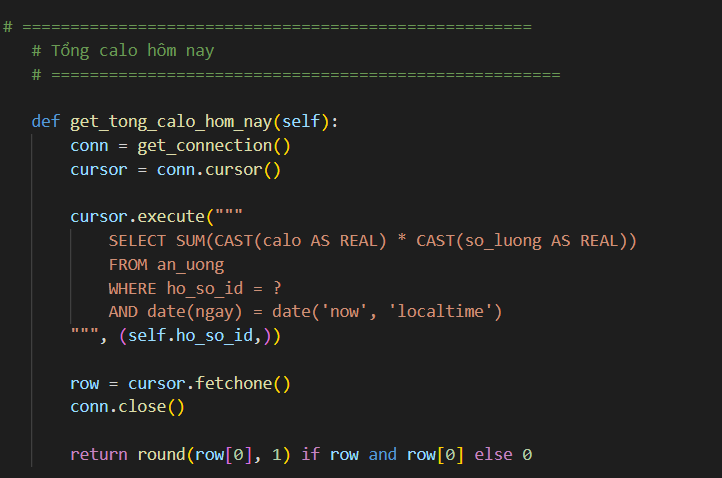 # =====================================================
# Tổng calo hôm nay
# =====================================================
def get_tong_calo_hom_nay(self):
conn = get_connection()
cursor = conn.cursor()
cursor.execute("""
SELECT SUM(CAST(calo AS REAL) * CAST(so_luong AS REAL))
FROM an_uong
WHERE ho_so_id = ?
AND date(ngay) = date('now', 'localtime')
""", (self.ho_so_id,))
row = cursor.fetchone()
conn.close()
return round(row[0], 1) if row and row[0] else 0